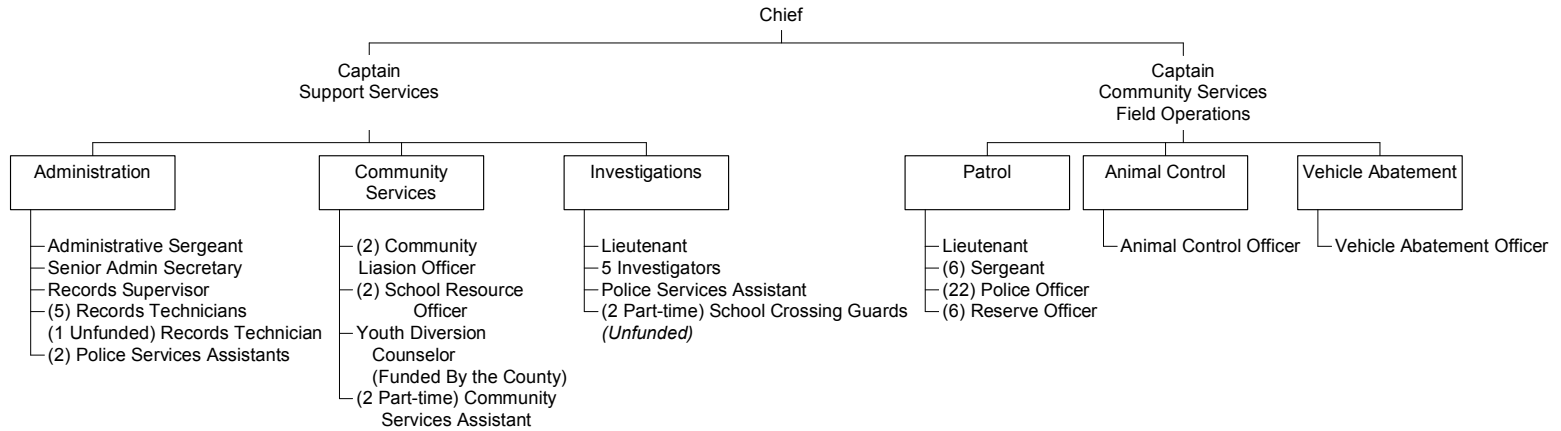 Chief
Captain
Support Services
Captain
Community Services
Field Operations
Administration
Administrative Sergeant
Senior Admin Secretary
Records Supervisor
(5) Records Technicians
(1 Unfunded) Records Technician
(2) Police Services Assistants
Community
Services
(2) Community
Liasion Officer
(2) School Resource
Officer
Youth Diversion
Counselor
(Funded By the County)
(2 Part-time) Community
Services Assistant
Investigations
Lieutenant
5 Investigators
Police Services Assistant
(2 Part-time) School Crossing Guards
(Unfunded)
Patrol
Lieutenant
(6) Sergeant
(22) Police Officer
(6) Reserve Officer
Animal Control
Animal Control Officer
Vehicle Abatement
Vehicle Abatement Officer